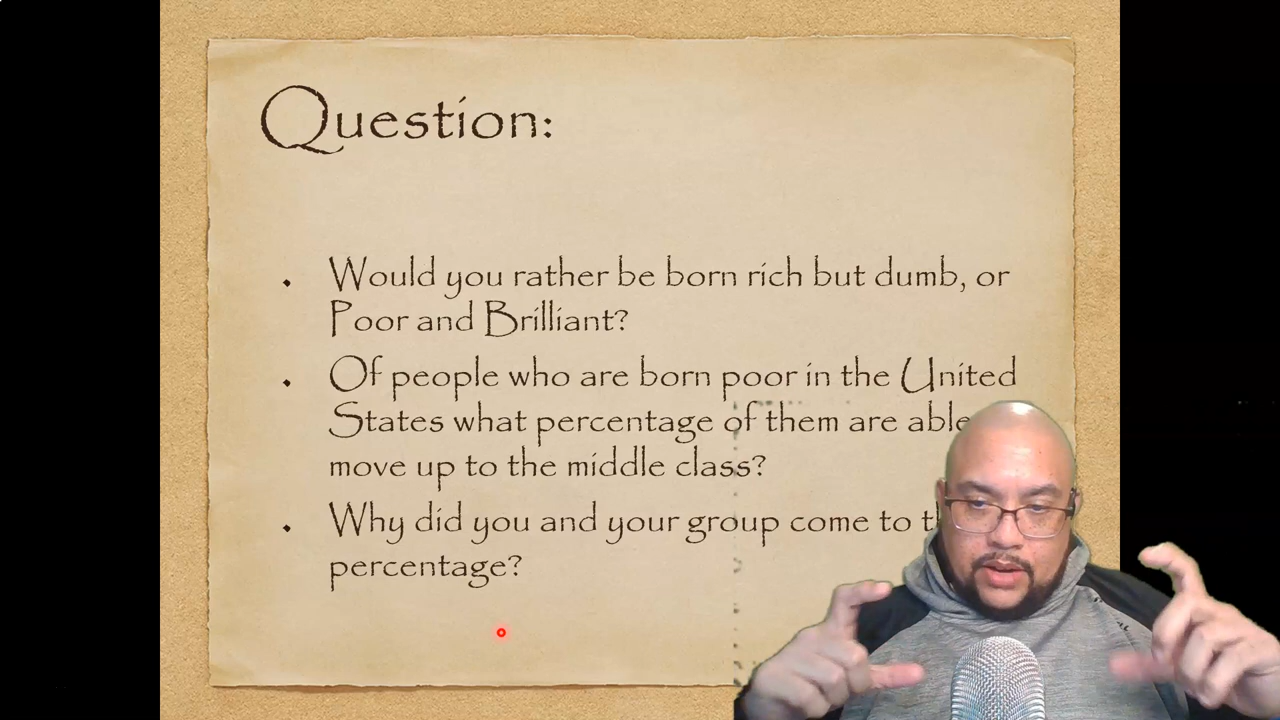 Question:
Would you rather be born rich but dumb, or
Poor and Brilliant?
Of people who are born poor in the United
States what percentage of them are able
move up to the middle class?
Why did you and your group come to
percentage?